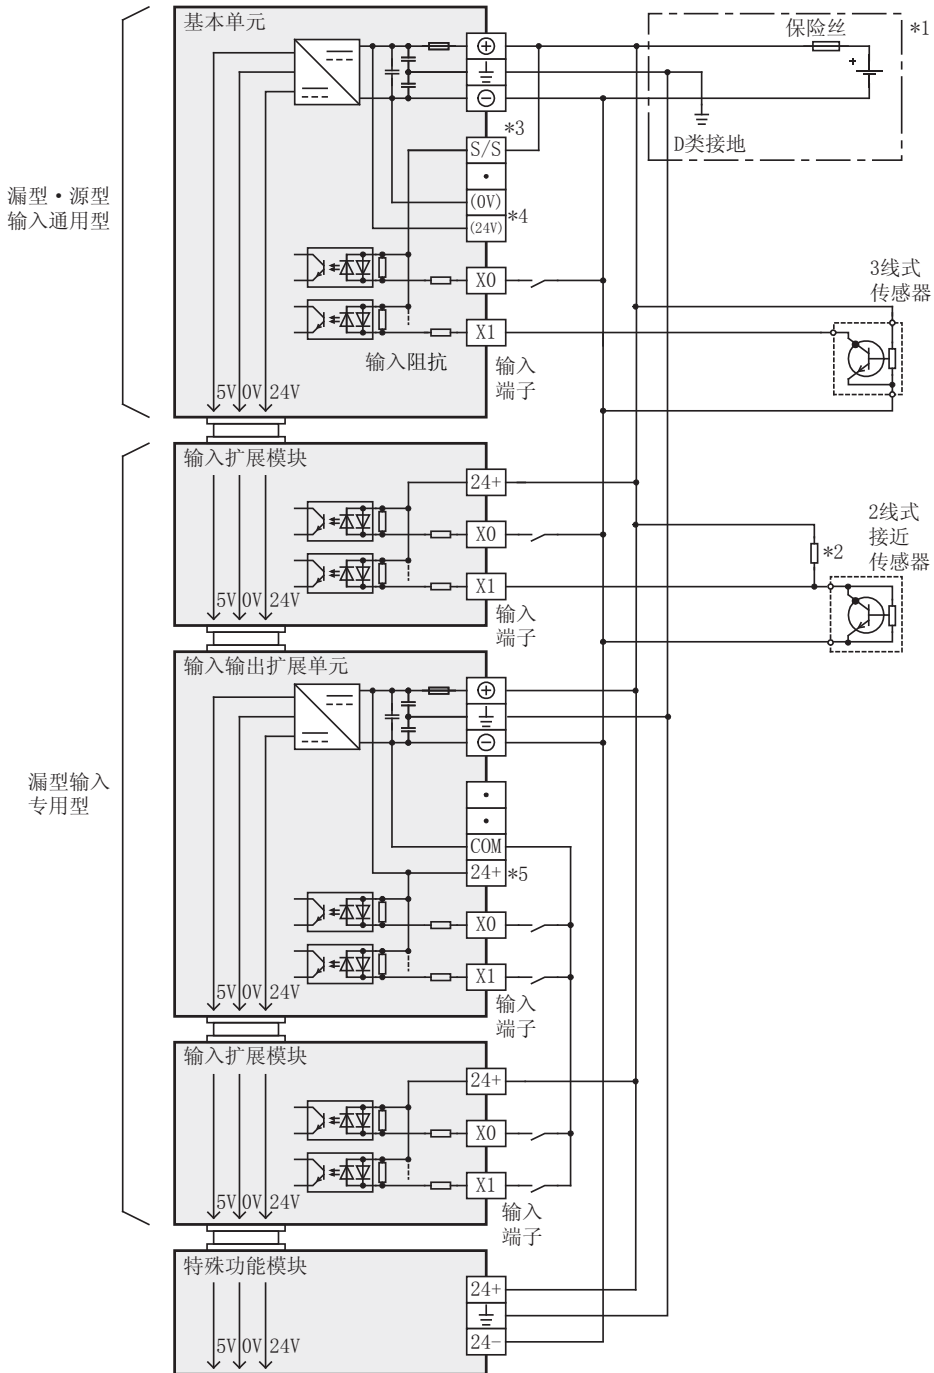 基本单元
保险丝
*1
+
D类接地
*3
S/S
(0V)
*4
(24V)
漏型・源型
输入通用型
X0
X1
输入阻抗
输入
端子
3线式
传感器
5V 0V 24V
输入扩展模块
24+
X0
X1
输入
端子
2线式
接近
传感器
*2
5V 0V 24V
输入输出扩展单元
漏型输入
专用型
COM
24+
*5
X0
X1
输入
端子
5V 0V 24V
输入扩展模块
24+
X0
X1
输入
端子
5V 0V 24V
特殊功能模块
24+
24-
5V 0V 24V